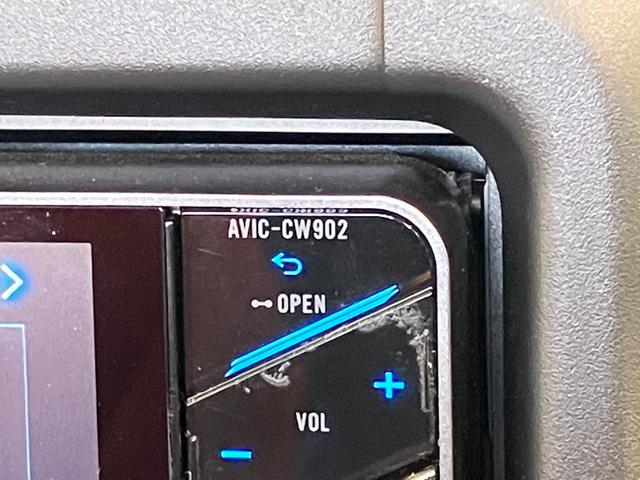 AVIC-CW902
OPEN
+
VOL
-